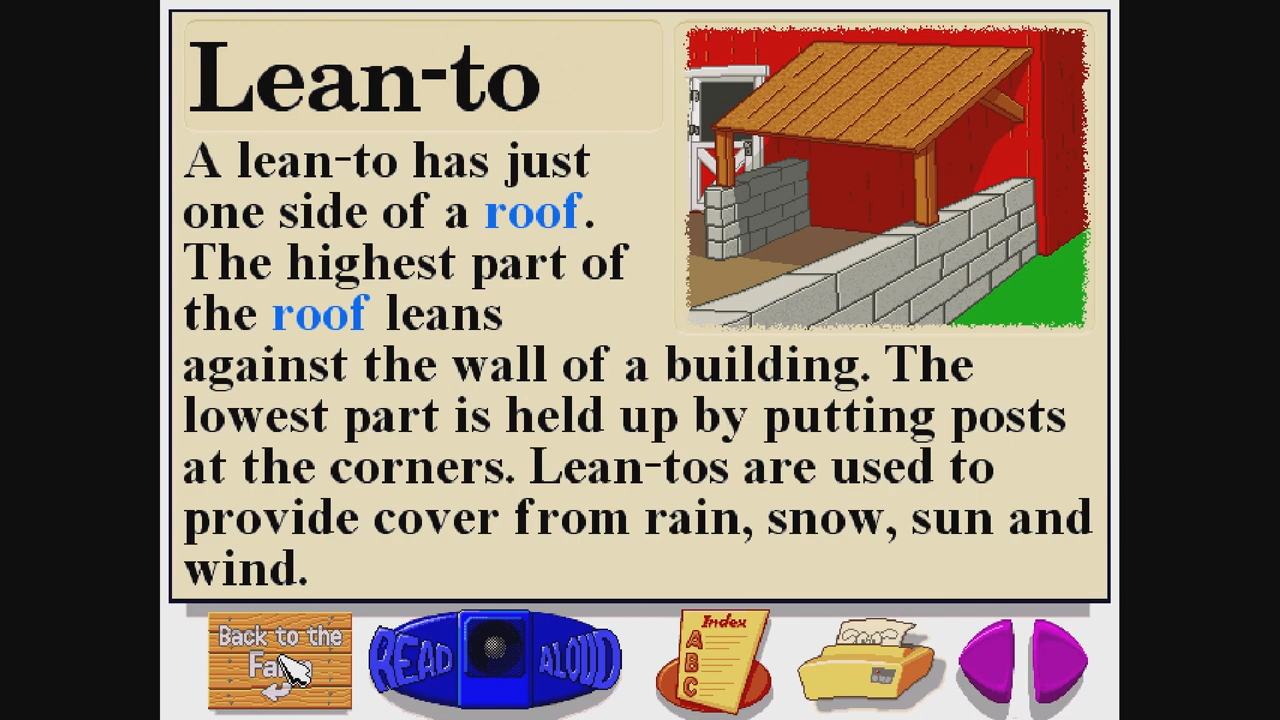 Lean-to
A lean-to has just
one side of a roof.
The highest part of
the roof leans
against the wall of a building. The
lowest part is held up by putting posts
at the corners. Lean-tos are used to
provide cover from rain, snow, sun and
wind.
Back to the
READ ALOUD
Index
A
B
C